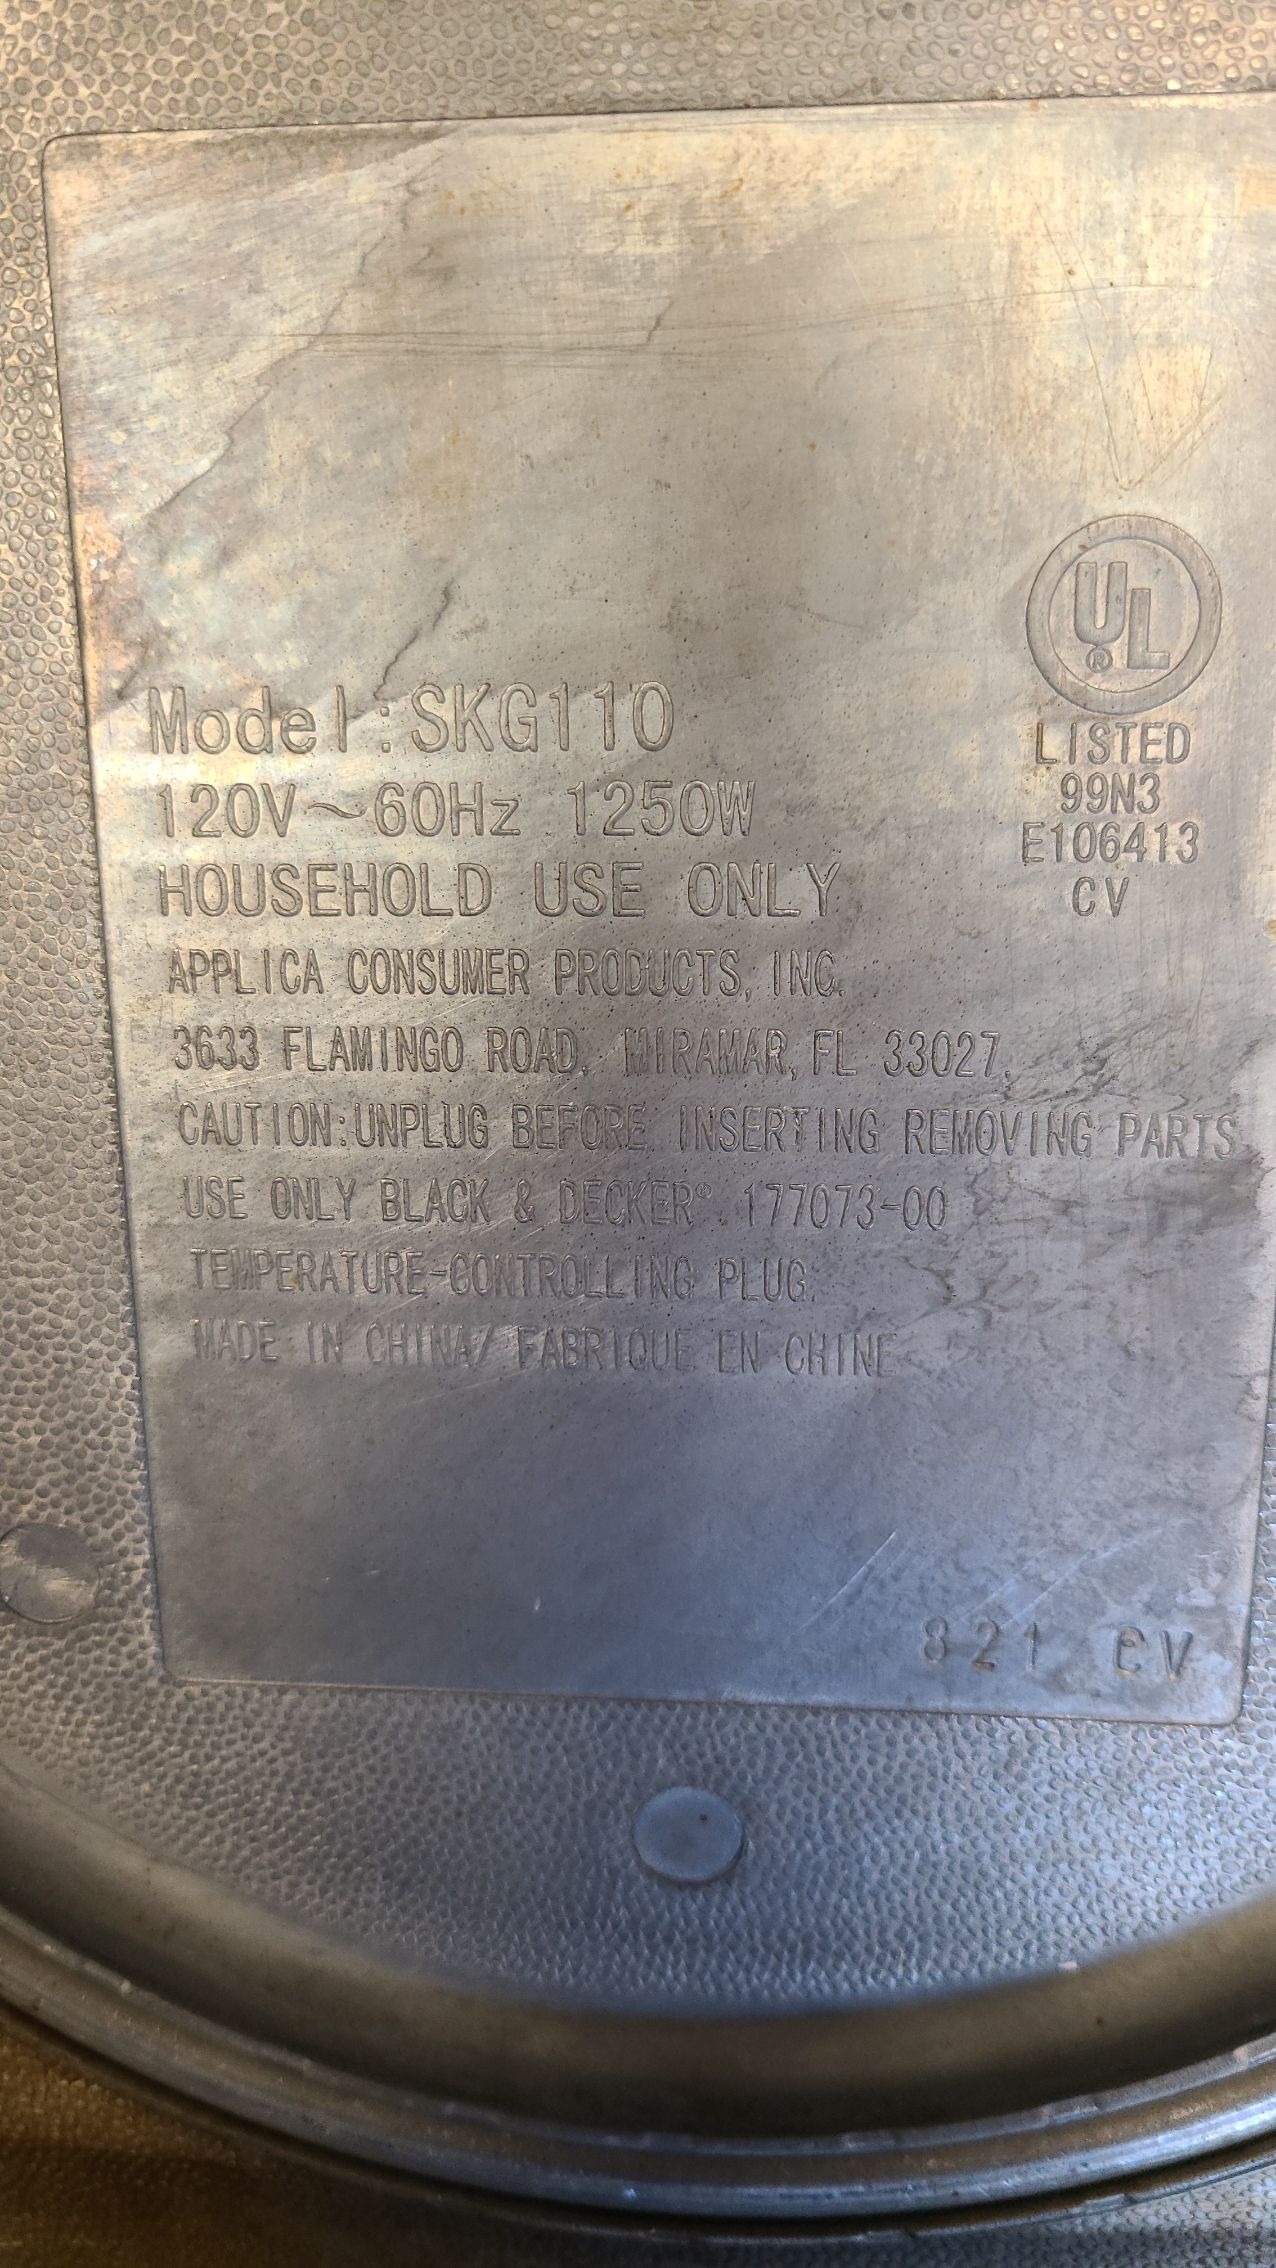 UL®
LISTED
99N3
E106413
CV
Model:SKG110
120V~60Hz 1250W
HOUSEHOLD USE ONLY
APPLICA CONSUMER PRODUCTS, INC.
3633 FLAMINGO ROAD, MIRAMAR, FL 33027.
CAUTION:UNPLUG BEFORE INSERTING REMOVING PARTS
USE ONLY BLACK & DECKER® 177073-00
TEMPERATURE-CONTROLLING PLUG.
MADE IN CHINA/ FABRIQUE EN CHINE
821 CV